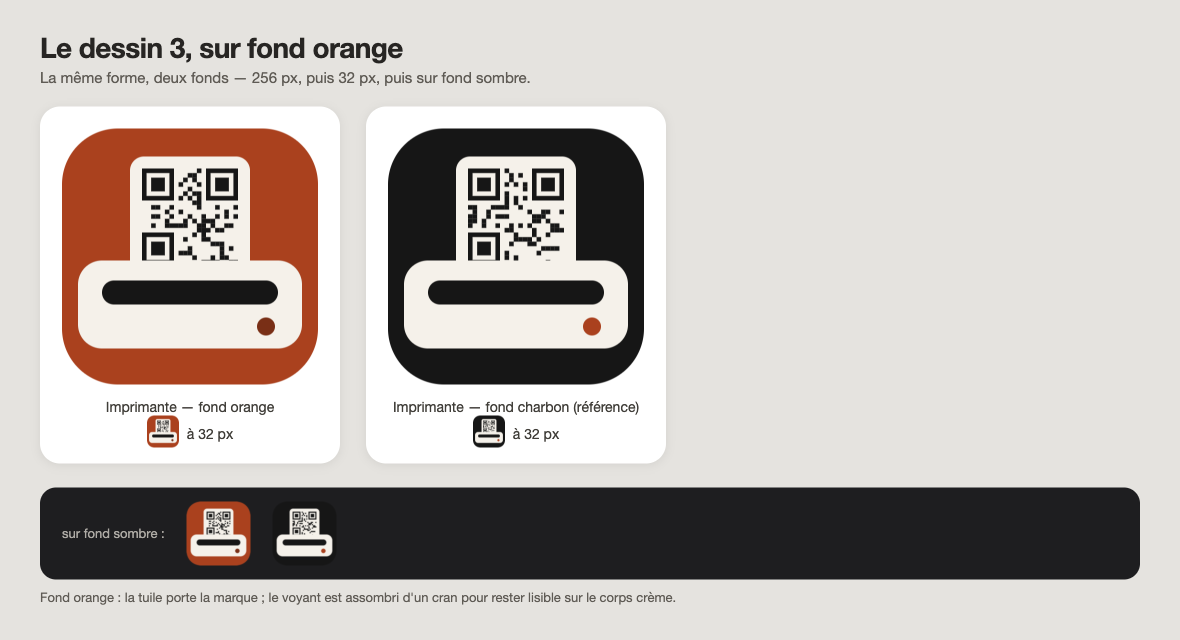 Le dessin 3, sur fond orange
La même forme, deux fonds — 256 px, puis 32 px, puis sur fond sombre.
Imprimante — fond orange
à 32 px
Imprimante — fond charbon (référence)
à 32 px
sur fond sombre :
Fond orange : la tuile porte la marque ; le voyant est assombri d'un cran pour rester lisible sur le corps crème.